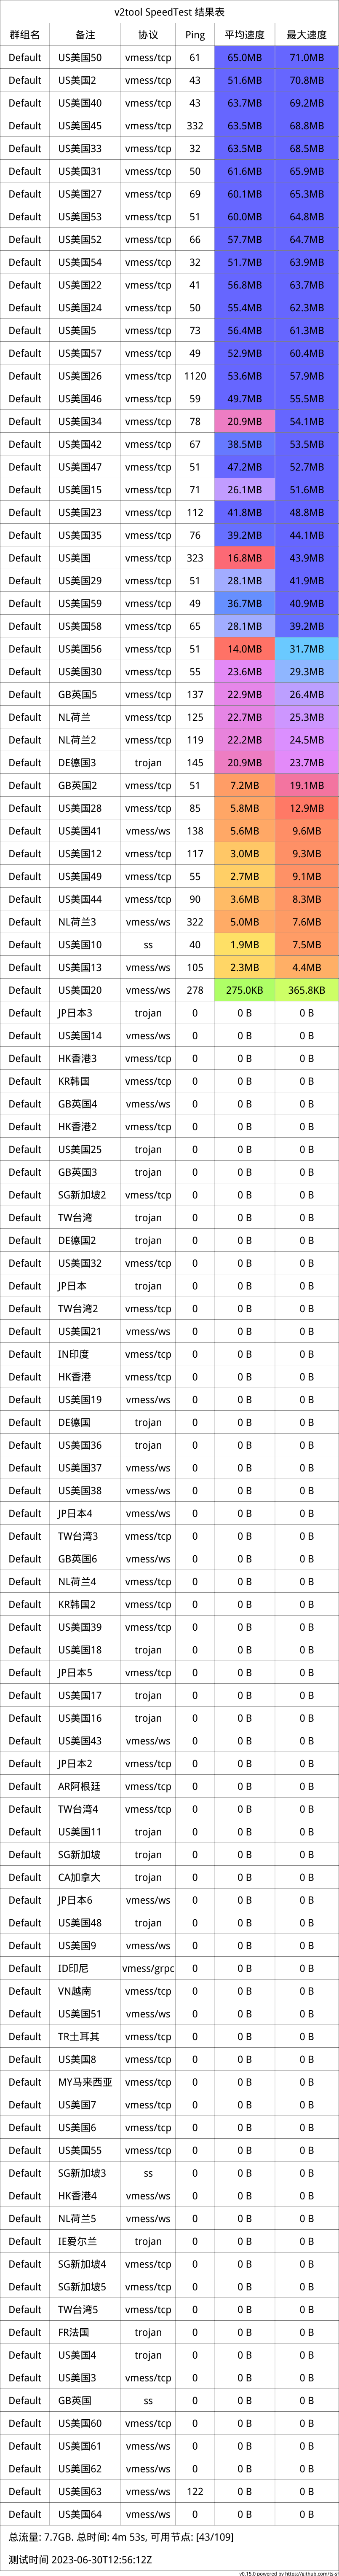 v2tool SpeedTest 结果表
群组名 备注 协议 Ping 平均速度 最大速度
Default US美国50 vmess/tcp 61 65.0MB 71.0MB
Default US美国2 vmess/tcp 43 51.6MB 70.8MB
Default US美国40 vmess/tcp 43 63.7MB 69.2MB
Default US美国45 vmess/tcp 332 63.5MB 68.8MB
Default US美国33 vmess/tcp 32 63.5MB 68.5MB
Default US美国31 vmess/tcp 50 61.6MB 65.9MB
Default US美国27 vmess/tcp 69 60.1MB 65.3MB
Default US美国53 vmess/tcp 51 60.0MB 64.8MB
Default US美国52 vmess/tcp 66 57.7MB 64.7MB
Default US美国54 vmess/tcp 32 51.7MB 63.9MB
Default US美国22 vmess/tcp 41 56.8MB 63.7MB
Default US美国24 vmess/tcp 50 55.4MB 62.3MB
Default US美国5 vmess/tcp 73 56.4MB 61.3MB
Default US美国57 vmess/tcp 49 52.9MB 60.4MB
Default US美国26 vmess/tcp 1120 53.6MB 57.9MB
Default US美国46 vmess/tcp 59 49.7MB 55.5MB
Default US美国34 vmess/tcp 78 20.9MB 54.1MB
Default US美国42 vmess/tcp 67 38.5MB 53.5MB
Default US美国47 vmess/tcp 51 47.2MB 52.7MB
Default US美国15 vmess/tcp 71 26.1MB 51.6MB
Default US美国23 vmess/tcp 112 41.8MB 48.8MB
Default US美国35 vmess/tcp 76 39.2MB 44.1MB
Default US美国 vmess/tcp 323 16.8MB 43.9MB
Default US美国29 vmess/tcp 51 28.1MB 41.9MB
Default US美国59 vmess/tcp 49 36.7MB 40.9MB
Default US美国58 vmess/tcp 65 28.1MB 39.2MB
Default US美国56 vmess/tcp 51 14.0MB 31.7MB
Default US美国30 vmess/tcp 55 23.6MB 29.3MB
Default GB英国5 vmess/tcp 137 22.9MB 26.4MB
Default NL荷兰 vmess/tcp 125 22.7MB 25.3MB
Default NL荷兰2 vmess/tcp 119 22.2MB 24.5MB
Default DE德国3 trojan 145 20.9MB 23.7MB
Default GB英国2 vmess/tcp 51 7.2MB 19.1MB
Default US美国28 vmess/tcp 85 5.8MB 12.9MB
Default US美国41 vmess/ws 138 5.6MB 9.6MB
Default US美国12 vmess/tcp 117 3.0MB 9.3MB
Default US美国49 vmess/tcp 55 2.7MB 9.1MB
Default US美国44 vmess/tcp 90 3.6MB 8.3MB
Default NL荷兰3 vmess/ws 322 5.0MB 7.6MB
Default US美国10 ss 40 1.9MB 7.5MB
Default US美国13 vmess/ws 105 2.3MB 4.4MB
Default US美国20 vmess/ws 278 275.0KB 365.8KB
Default JP日本3 trojan 0 0 B 0 B
Default US美国14 vmess/ws 0 0 B 0 B
Default HK香港3 vmess/tcp 0 0 B 0 B
Default KR韩国 vmess/tcp 0 0 B 0 B
Default GB英国4 vmess/ws 0 0 B 0 B
Default HK香港2 vmess/tcp 0 0 B 0 B
Default US美国25 trojan 0 0 B 0 B
Default GB英国3 trojan 0 0 B 0 B
Default SG新加坡2 vmess/tcp 0 0 B 0 B
Default TW台湾 trojan 0 0 B 0 B
Default DE德国2 trojan 0 0 B 0 B
Default US美国32 vmess/tcp 0 0 B 0 B
Default JP日本 trojan 0 0 B 0 B
Default TW台湾2 vmess/tcp 0 0 B 0 B
Default US美国21 vmess/ws 0 0 B 0 B
Default IN印度 vmess/tcp 0 0 B 0 B
Default HK香港 vmess/tcp 0 0 B 0 B
Default US美国19 vmess/ws 0 0 B 0 B
Default DE德国 trojan 0 0 B 0 B
Default US美国36 trojan 0 0 B 0 B
Default US美国37 vmess/ws 0 0 B 0 B
Default US美国38 vmess/ws 0 0 B 0 B
Default JP日本4 vmess/ws 0 0 B 0 B
Default TW台湾3 vmess/tcp 0 0 B 0 B
Default GB英国6 vmess/ws 0 0 B 0 B
Default NL荷兰4 vmess/tcp 0 0 B 0 B
Default KR韩国2 vmess/tcp 0 0 B 0 B
Default US美国39 vmess/tcp 0 0 B 0 B
Default US美国18 trojan 0 0 B 0 B
Default JP日本5 vmess/tcp 0 0 B 0 B
Default US美国17 trojan 0 0 B 0 B
Default US美国16 trojan 0 0 B 0 B
Default US美国43 vmess/ws 0 0 B 0 B
Default JP日本2 vmess/tcp 0 0 B 0 B
Default AR阿根廷 vmess/tcp 0 0 B 0 B
Default TW台湾4 vmess/tcp 0 0 B 0 B
Default US美国11 trojan 0 0 B 0 B
Default SG新加坡 trojan 0 0 B 0 B
Default CA加拿大 trojan 0 0 B 0 B
Default JP日本6 vmess/ws 0 0 B 0 B
Default US美国48 trojan 0 0 B 0 B
Default US美国9 vmess/ws 0 0 B 0 B
Default ID印尼 vmess/grpc 0 0 B 0 B
Default VN越南 vmess/tcp 0 0 B 0 B
Default US美国51 vmess/ws 0 0 B 0 B
Default TR土耳其 vmess/tcp 0 0 B 0 B
Default US美国8 vmess/tcp 0 0 B 0 B
Default MY马来西亚 vmess/tcp 0 0 B 0 B
Default US美国7 vmess/tcp 0 0 B 0 B
Default US美国6 vmess/tcp 0 0 B 0 B
Default US美国55 vmess/tcp 0 0 B 0 B
Default SG新加坡3 ss 0 0 B 0 B
Default HK香港4 vmess/ws 0 0 B 0 B
Default NL荷兰5 vmess/ws 0 0 B 0 B
Default IE爱尔兰 trojan 0 0 B 0 B
Default SG新加坡4 vmess/tcp 0 0 B 0 B
Default SG新加坡5 vmess/tcp 0 0 B 0 B
Default TW台湾5 vmess/tcp 0 0 B 0 B
Default FR法国 trojan 0 0 B 0 B
Default US美国4 trojan 0 0 B 0 B
Default US美国3 vmess/tcp 0 0 B 0 B
Default GB英国 ss 0 0 B 0 B
Default US美国60 vmess/tcp 0 0 B 0 B
Default US美国61 vmess/ws 0 0 B 0 B
Default US美国62 vmess/ws 0 0 B 0 B
Default US美国63 vmess/ws 122 0 B 0 B
Default US美国64 vmess/ws 0 0 B 0 B
总流量: 7.7GB. 总时间: 4m 53s, 可用节点: [43/109]
测试时间 2023-06-30T12:56:12Z
v0.15.0 powered by https://github.com/ts-sf